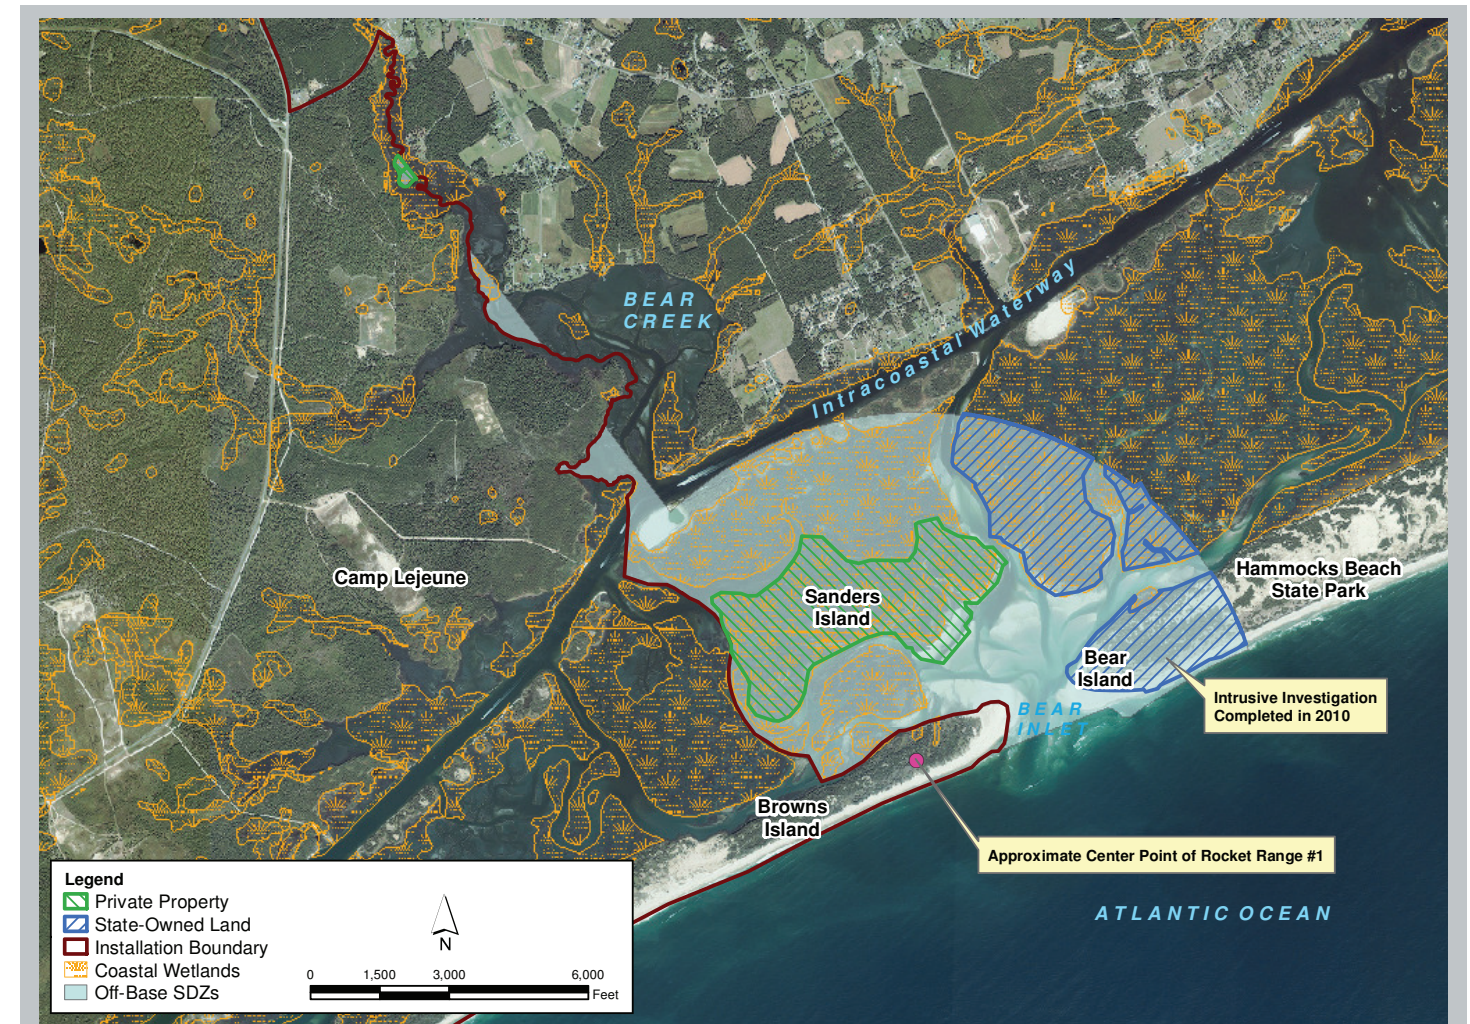 BEAR
CREEK
Intracoastal Waterway
Camp Lejeune
Sanders
Island
Hammocks Beach
State Park
Bear
Island
Intrusive Investigation
Completed in 2010
BEAR
INLET
Browns
Island
Approximate Center Point of Rocket Range #1
ATLANTIC OCEAN
Legend
Private Property
State-Owned Land
Installation Boundary
Coastal Wetlands
Off-Base SDZs
N
0 1,500 3,000 6,000
Feet